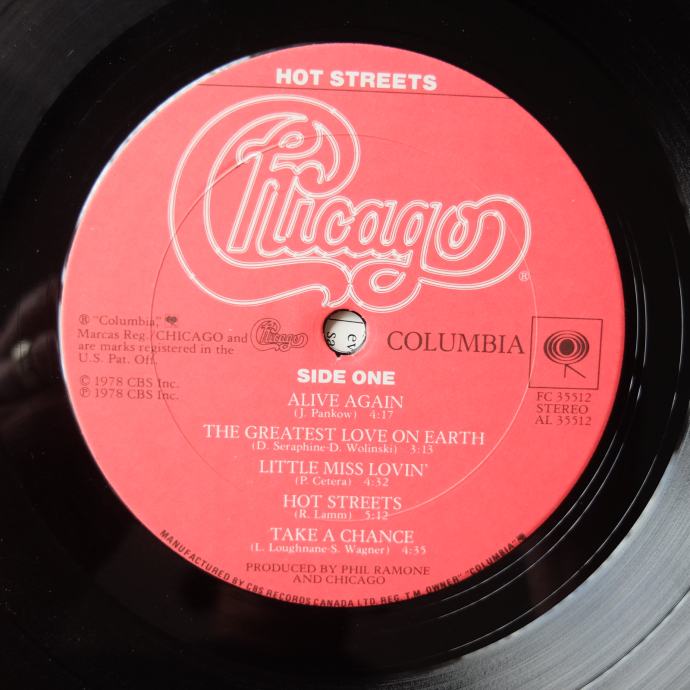 HOT STREETS
Chicago
®
® "Columbia,"
Marcas Reg./CHICAGO and
are marks registered in the
U.S. Pat. Off.
Chicago
COLUMBIA
© 1978 CBS Inc.
℗ 1978 CBS Inc.
FC 35512
STEREO
AL 35512
SIDE ONE
ALIVE AGAIN
(J. Pankow) 4:17
THE GREATEST LOVE ON EARTH
(D. Seraphine-D. Wolinski) 3:13
LITTLE MISS LOVIN'
(P. Cetera) 4:32
HOT STREETS
(R. Lamm) 5:12
TAKE A CHANCE
(L. Loughnane-S. Wagner) 4:35
PRODUCED BY PHIL RAMONE
AND CHICAGO
MANUFACTURED BY CBS RECORDS CANADA LTD. REG. T.M. OWNER "COLUMBIA"